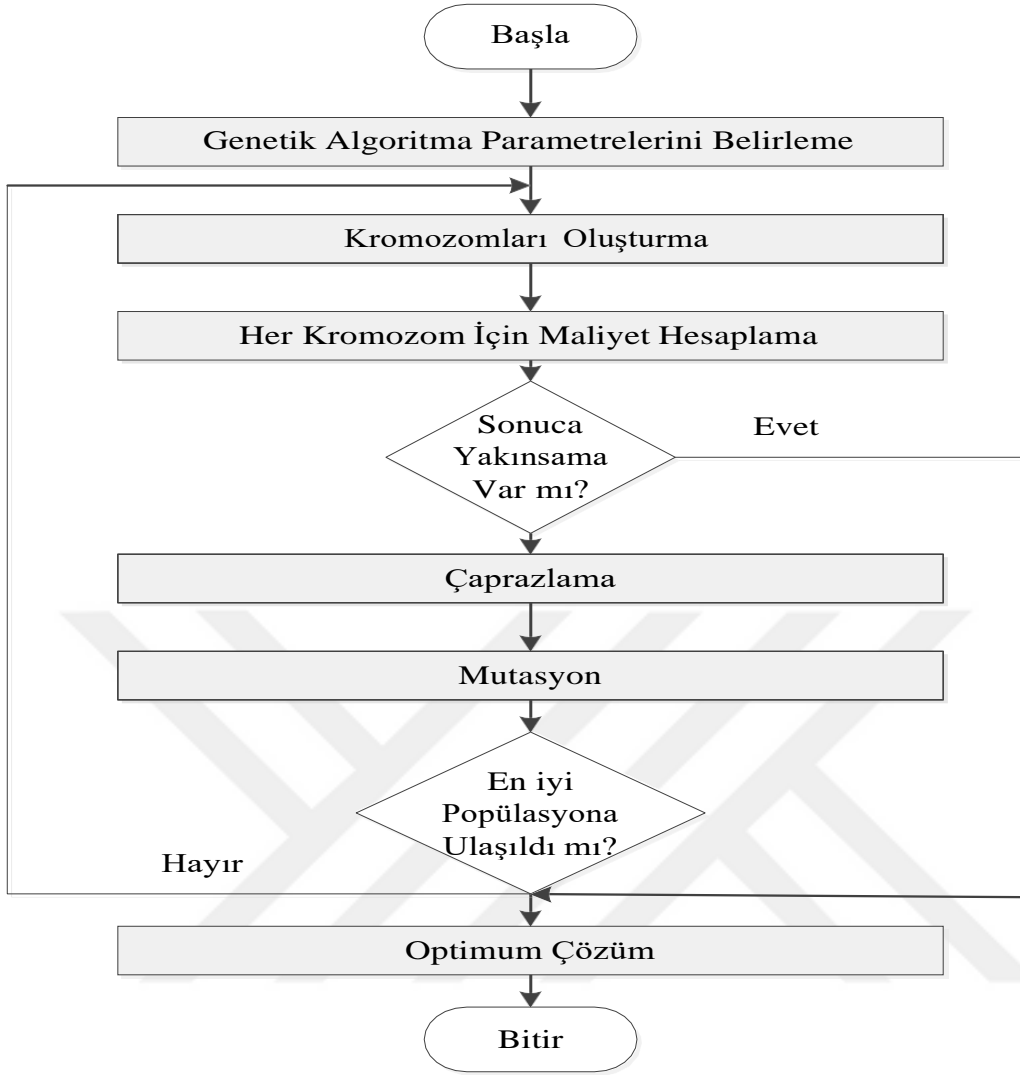 Başla
Genetik Algoritma Parametrelerini Belirleme
Kromozomları Oluşturma
Her Kromozom İçin Maliyet Hesaplama
Sonuca
Yakınsama
Var mı?
Evet
Çaprazlama
Mutasyon
En iyi
Popülasyona
Ulaşıldı mı?
Hayır
Optimum Çözüm
Bitir